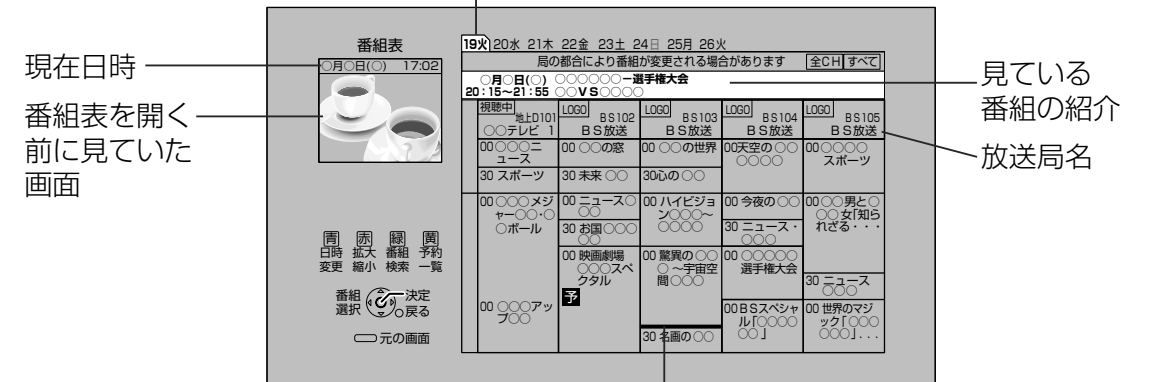 現在日時
番組表を開く
前に見ていた
画面
番組表
○月○日(○) 17:02
青 赤 緑 黄
日時 拡大 番組 予約
変更 縮小 検索 一覧
番組
選択
決定
戻る
元の画面
19火 20水 21木 22金 23土 24日 25月 26火
局の都合により番組が変更される場合があります 全CH すべて
○月○日(○) ○○○○○○ー選手権大会
20:15〜21:55 ○○VS○○○○
視聴中
地上D101
○○テレビ 1
LOGO BS102
BS放送
LOGO BS103
BS放送
LOGO BS104
BS放送
LOGO BS105
BS放送
00○○○ニ
ュース
30 スポーツ
00○○○メジ
ャー○○・○
○ボール
00 ○○○アッ
プ○○
00 ○○の窓
30 未来 ○○
00 ニュース○
○○
30 お国○○○
○○
00 映画劇場
○○○スペ
クタル
予
00 ○○の世界
30心の○○
00 ハイビジョ
ン○○○〜
○○○○
00 驚異の○○
○ 〜宇宙空
間○○○
30 名画の○○
00天空の○○
○○○○
00 今夜の○○
30 ニュース・
○○○
00 ○○○○○
選手権大会
00BSスペシャ
ル「○○○○
○○」
00○○○○
スポーツ
00○○男と○
○○女「知ら
れざる・・・
30 ニュース
○○○
00 世界のマジ
ック「○○○
○○○」...
見ている
番組の紹介
放送局名